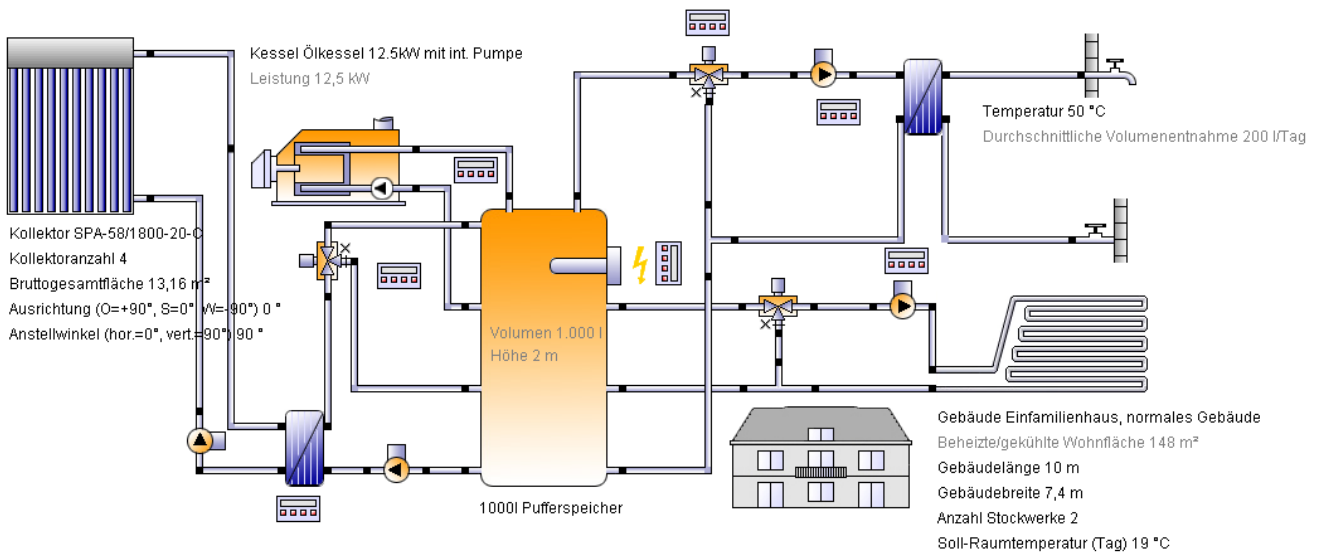 Kessel Ölkessel 12.5kW mit int. Pumpe
Leistung 12,5 kW
Temperatur 50 °C
Durchschnittliche Volumenentnahme 200 l/Tag
Kollektor SPA-58/1800-20-C
Kollektoranzahl 4
Bruttogesamtfläche 13,16 m²
Ausrichtung (O=+90°, S=0°, W=-90°) 0 °
Anstellwinkel (hor.=0°, vert.=90°) 90 °
Volumen 1.000 l
Höhe 2 m
1000l Pufferspeicher
Gebäude Einfamilienhaus, normales Gebäude
Beheizte/gekühlte Wohnfläche 148 m²
Gebäudelänge 10 m
Gebäudebreite 7,4 m
Anzahl Stockwerke 2
Soll-Raumtemperatur (Tag) 19 °C